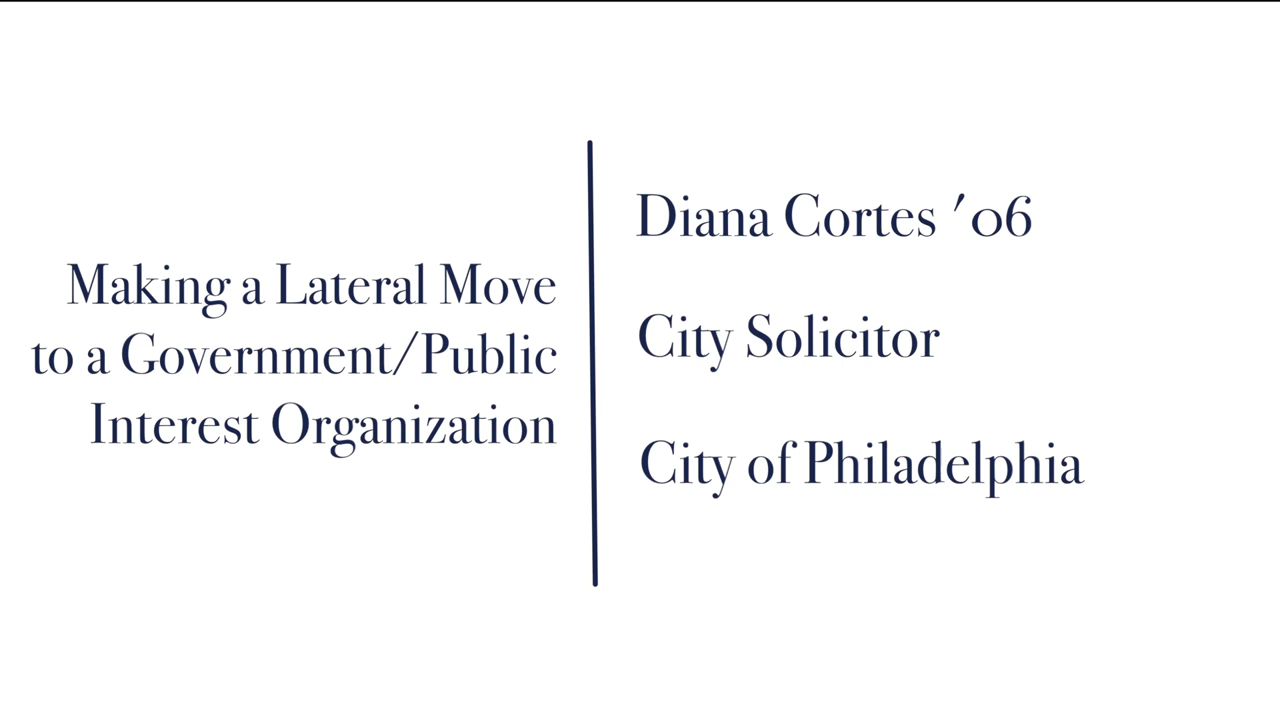 Making a Lateral Move
to a Government/Public
Interest Organization
Diana Cortes '06
City Solicitor
City of Philadelphia